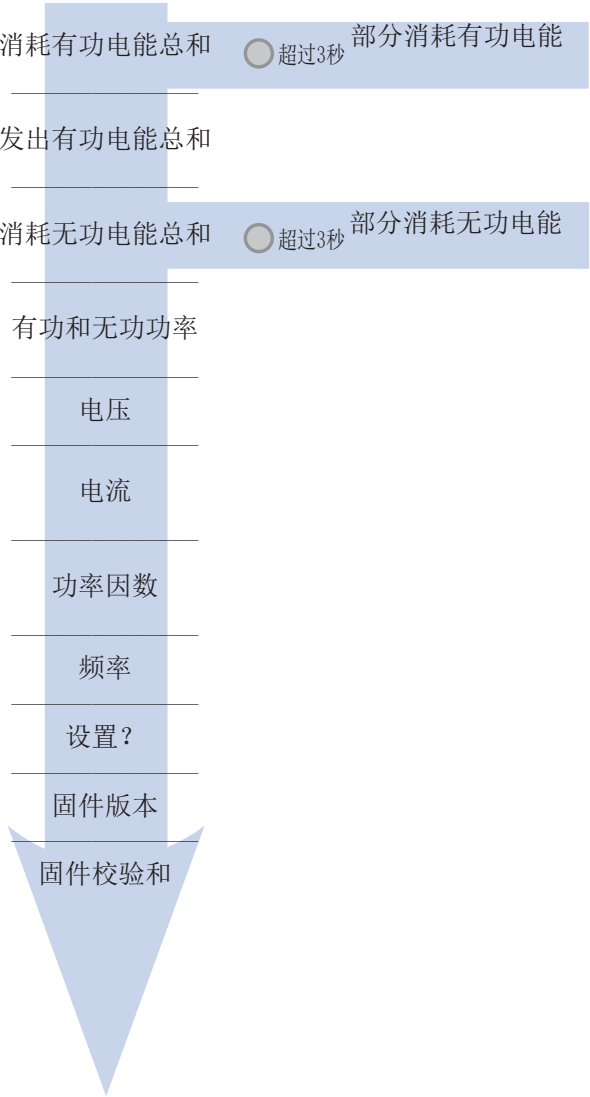 消耗有功电能总和
超过3秒
部分消耗有功电能
发出有功电能总和
消耗无功电能总和
超过3秒
部分消耗无功电能
有功和无功功率
电压
电流
功率因数
频率
设置？
固件版本
固件校验和